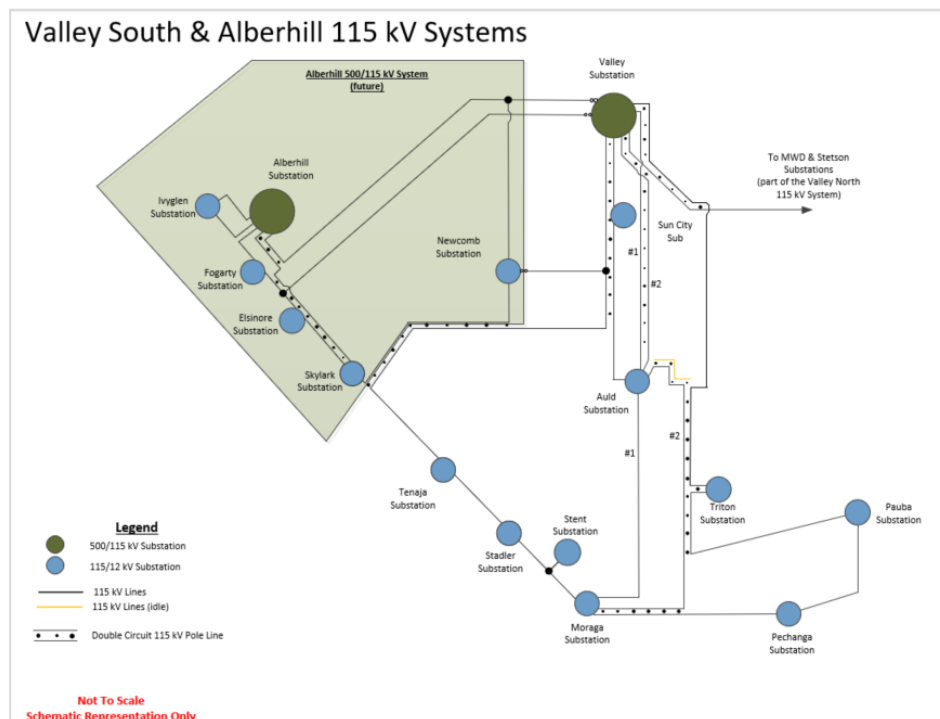 Valley South & Alberhill 115 kV Systems
Alberhill 500/115 kV System
(future)
Valley
Substation
Alberhill
Substation
To MWD & Stetson
Substations
(part of the Valley North
115 kV System)
Ivyglen
Substation
Sun City
Sub
Newcomb
Substation
#1
Fogarty
Substation
#2
Elsinore
Substation
Skylark
Substation
Auld
Substation
#2
#1
Tenaja
Substation
Triton
Substation
Pauba
Substation
Stent
Substation
Stadler
Substation
Legend
500/115 kV Substation
115/12 kV Substation
115 kV Lines
115 kV Lines (idle)
Double Circuit 115 kV Pole Line
Moraga
Substation
Pechanga
Substation
Not To Scale
Schematic Representation Only